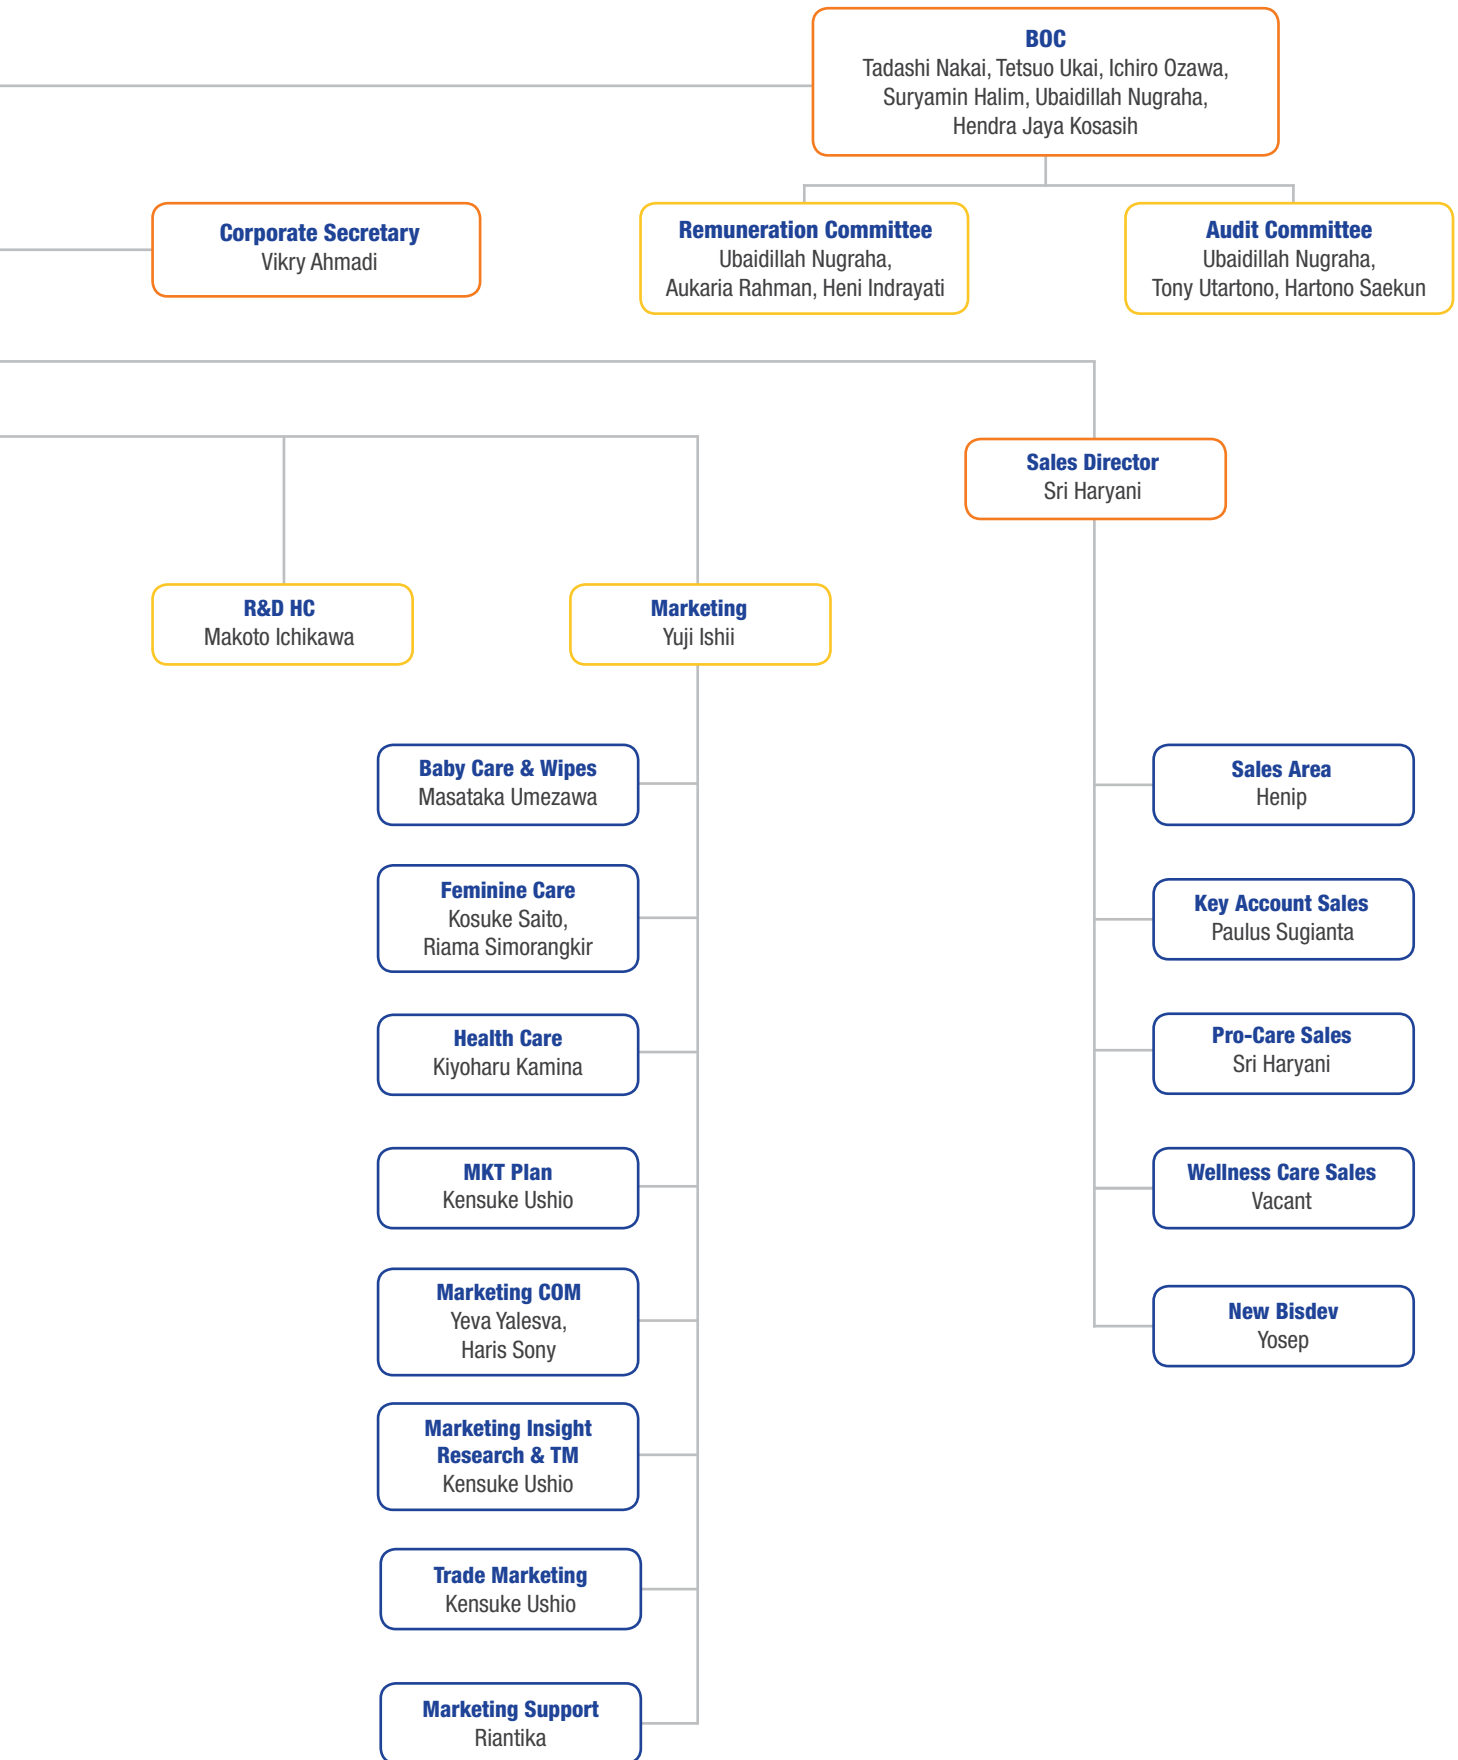 BOC
Tadashi Nakai, Tetsuo Ukai, Ichiro Ozawa,
Suryamin Halim, Ubaidillah Nugraha,
Hendra Jaya Kosasih
Corporate Secretary
Vikry Ahmadi
Remuneration Committee
Ubaidillah Nugraha,
Aukaria Rahman, Heni Indrayati
Audit Committee
Ubaidillah Nugraha,
Tony Utartono, Hartono Saekun
Sales Director
Sri Haryani
R&D HC
Makoto Ichikawa
Marketing
Yuji Ishii
Baby Care & Wipes
Masataka Umezawa
Feminine Care
Kosuke Saito,
Riama Simorangkir
Health Care
Kiyoharu Kamina
MKT Plan
Kensuke Ushio
Marketing COM
Yeva Yalesva,
Haris Sony
Marketing Insight
Research & TM
Kensuke Ushio
Trade Marketing
Kensuke Ushio
Marketing Support
Riantika
Sales Area
Henip
Key Account Sales
Paulus Sugianta
Pro-Care Sales
Sri Haryani
Wellness Care Sales
Vacant
New Bisdev
Yosep